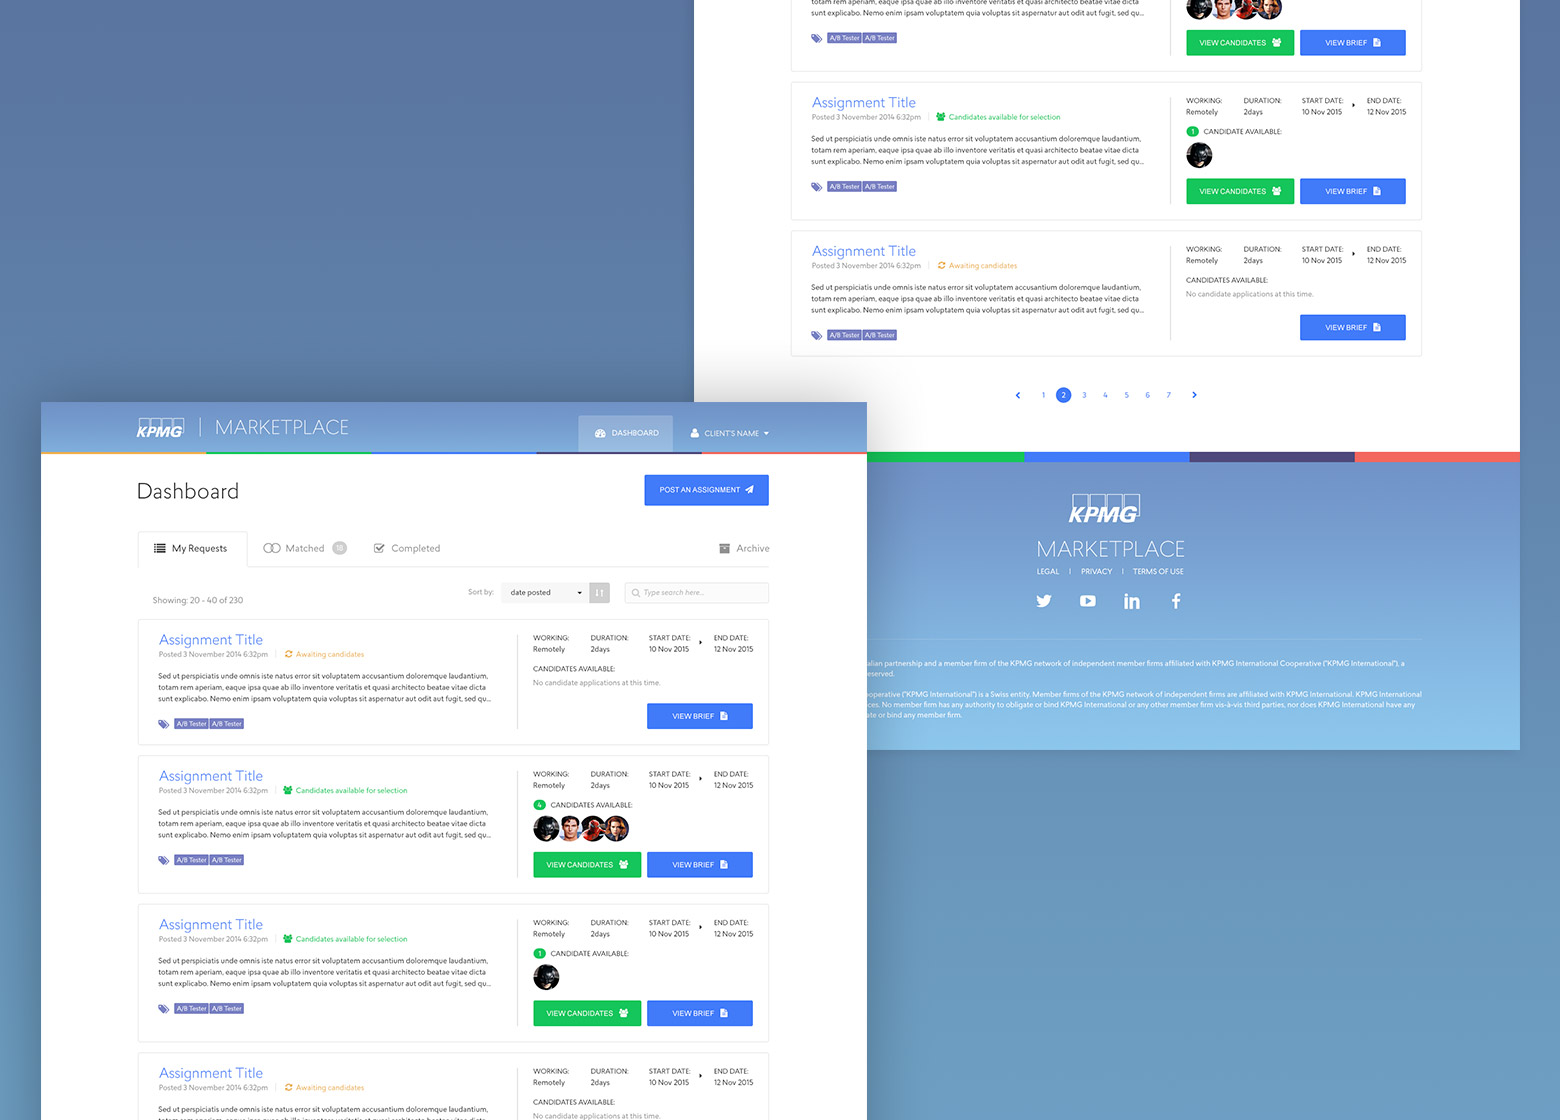 sunt explicabo. Nemo enim ipsam voluptatem quia voluptas sit aspernatur aut odit aut fugit, sed qu...
A/B Tester A/B Tester
VIEW CANDIDATES VIEW BRIEF
Assignment Title
Posted 3 November 2014 6:32pm Candidates available for selection
Sed ut perspiciatis unde omnis iste natus error sit voluptatem accusantium doloremque laudantium,
totam rem aperiam, eaque ipsa quae ab illo inventore veritatis et quasi architecto beatae vitae dicta
sunt explicabo. Nemo enim ipsam voluptatem quia voluptas sit aspernatur aut odit aut fugit, sed qu...
A/B Tester A/B Tester
WORKING: DURATION: START DATE: END DATE:
Remotely 2days 10 Nov 2015 12 Nov 2015
1 CANDIDATE AVAILABLE:
VIEW CANDIDATES VIEW BRIEF
Assignment Title
Posted 3 November 2014 6:32pm Awaiting candidates
Sed ut perspiciatis unde omnis iste natus error sit voluptatem accusantium doloremque laudantium,
totam rem aperiam, eaque ipsa quae ab illo inventore veritatis et quasi architecto beatae vitae dicta
sunt explicabo. Nemo enim ipsam voluptatem quia voluptas sit aspernatur aut odit aut fugit, sed qu...
A/B Tester A/B Tester
WORKING: DURATION: START DATE: END DATE:
Remotely 2days 10 Nov 2015 12 Nov 2015
CANDIDATES AVAILABLE:
No candidate applications at this time.
VIEW BRIEF
1 2 3 4 5 6 7
KPMG
MARKETPLACE
LEGAL | PRIVACY | TERMS OF USE
partnership and a member firm of the KPMG network of independent member firms affiliated with KPMG International Cooperative ("KPMG International"), a
("KPMG International") is a Swiss entity. Member firms of the KPMG network of independent firms are affiliated with KPMG International. KPMG International
No member firm has any authority to obligate or bind KPMG International or any other member firm vis-à-vis third parties, nor does KPMG International have any
or bind any member firm.
KPMG | MARKETPLACE
DASHBOARD
CLIENT'S NAME
Dashboard
POST AN ASSIGNMENT
My Requests Matched 18 Completed Archive
Showing: 20 - 40 of 230
Sort by: date posted
Type search here...
Assignment Title
Posted 3 November 2014 6:32pm Awaiting candidates
Sed ut perspiciatis unde omnis iste natus error sit voluptatem accusantium doloremque laudantium,
totam rem aperiam, eaque ipsa quae ab illo inventore veritatis et quasi architecto beatae vitae dicta
sunt explicabo. Nemo enim ipsam voluptatem quia voluptas sit aspernatur aut odit aut fugit, sed qu...
A/B Tester A/B Tester
WORKING: DURATION: START DATE: END DATE:
Remotely 2days 10 Nov 2015 12 Nov 2015
CANDIDATES AVAILABLE:
No candidate applications at this time.
VIEW BRIEF
Assignment Title
Posted 3 November 2014 6:32pm Candidates available for selection
Sed ut perspiciatis unde omnis iste natus error sit voluptatem accusantium doloremque laudantium,
totam rem aperiam, eaque ipsa quae ab illo inventore veritatis et quasi architecto beatae vitae dicta
sunt explicabo. Nemo enim ipsam voluptatem quia voluptas sit aspernatur aut odit aut fugit, sed qu...
A/B Tester A/B Tester
WORKING: DURATION: START DATE: END DATE:
Remotely 2days 10 Nov 2015 12 Nov 2015
4 CANDIDATES AVAILABLE:
VIEW CANDIDATES VIEW BRIEF
Assignment Title
Posted 3 November 2014 6:32pm Candidates available for selection
Sed ut perspiciatis unde omnis iste natus error sit voluptatem accusantium doloremque laudantium,
totam rem aperiam, eaque ipsa quae ab illo inventore veritatis et quasi architecto beatae vitae dicta
sunt explicabo. Nemo enim ipsam voluptatem quia voluptas sit aspernatur aut odit aut fugit, sed qu...
A/B Tester A/B Tester
WORKING: DURATION: START DATE: END DATE:
Remotely 2days 10 Nov 2015 12 Nov 2015
1 CANDIDATE AVAILABLE:
VIEW CANDIDATES VIEW BRIEF
Assignment Title
Posted 3 November 2014 6:32pm Awaiting candidates
Sed ut perspiciatis unde omnis iste natus error sit voluptatem accusantium doloremque laudantium,
WORKING: DURATION: START DATE: END DATE:
Remotely 2days 10 Nov 2015 12 Nov 2015
CANDIDATES AVAILABLE:
No candidate applications at this time.